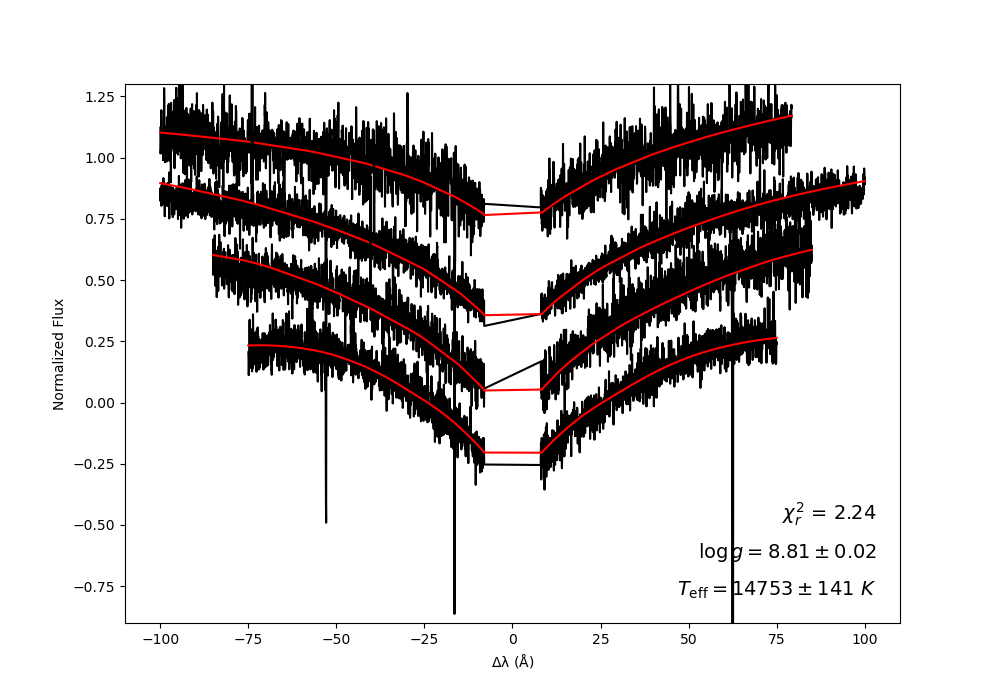 Normalized Flux
1.25
1.00
0.75
0.50
0.25
0.00
−0.25
−0.50
−0.75
χ²ᵣ = 2.24
log g = 8.81 ± 0.02
T_eff = 14753 ± 141 K
−100 −75 −50 −25 0 25 50 75 100
Δλ (Å)